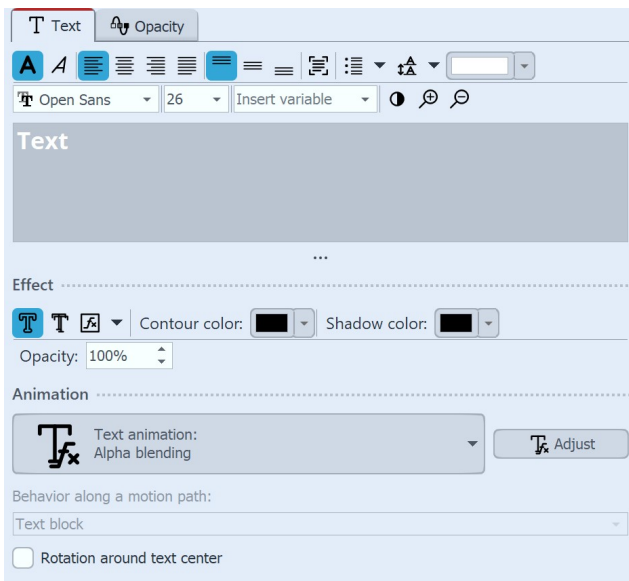 Text
Opacity
Open Sans
26
Insert variable
Text
...
Effect
Contour color:
Shadow color:
Opacity: 100%
Animation
Text animation:
Alpha blending
Adjust
Behavior along a motion path:
Text block
Rotation around text center